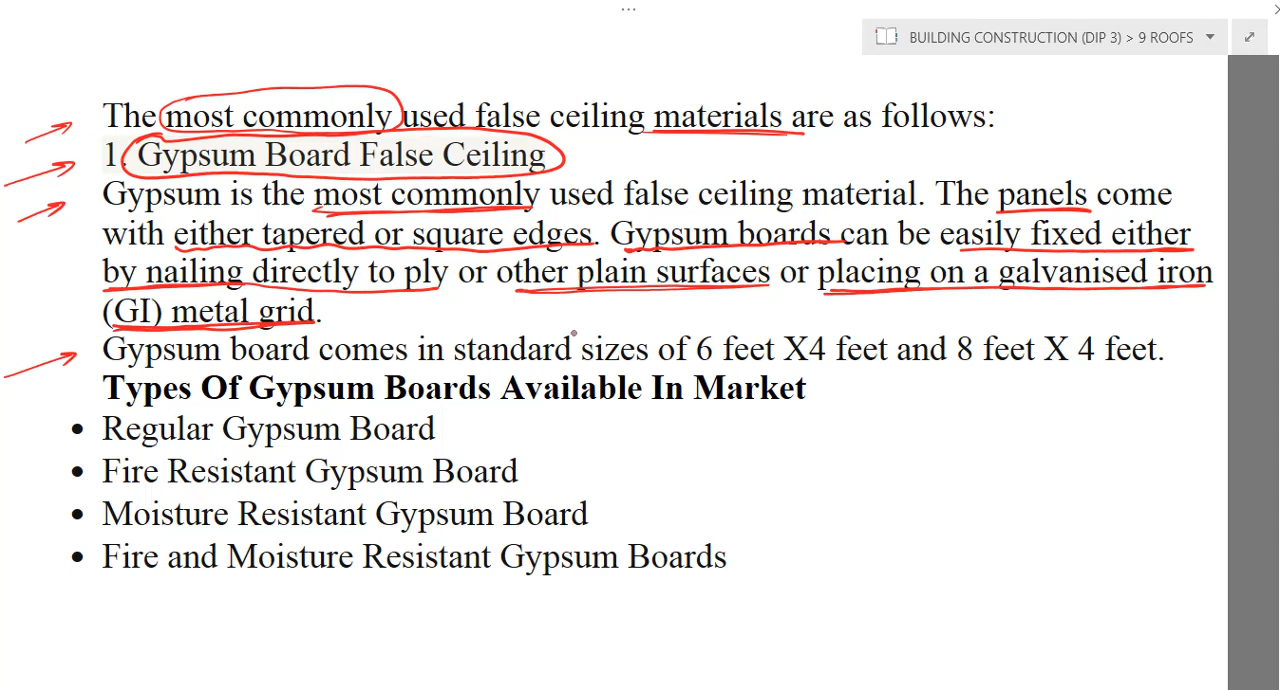 BUILDING CONSTRUCTION (DIP 3) > 9 ROOFS
The most commonly used false ceiling materials are as follows:
1. Gypsum Board False Ceiling
Gypsum is the most commonly used false ceiling material. The panels come
with either tapered or square edges. Gypsum boards can be easily fixed either
by nailing directly to ply or other plain surfaces or placing on a galvanised iron
(GI) metal grid.
Gypsum board comes in standard sizes of 6 feet X4 feet and 8 feet X 4 feet.
Types Of Gypsum Boards Available In Market
• Regular Gypsum Board
• Fire Resistant Gypsum Board
• Moisture Resistant Gypsum Board
• Fire and Moisture Resistant Gypsum Boards